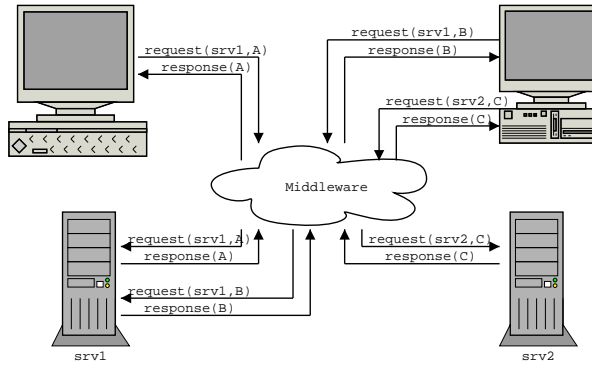 request(srv1,A)
response(A)
request(srv1,B)
response(B)
request(srv2,C)
response(C)
Middleware
request(srv1,A)
response(A)
request(srv1,B)
response(B)
request(srv2,C)
response(C)
srv1
srv2